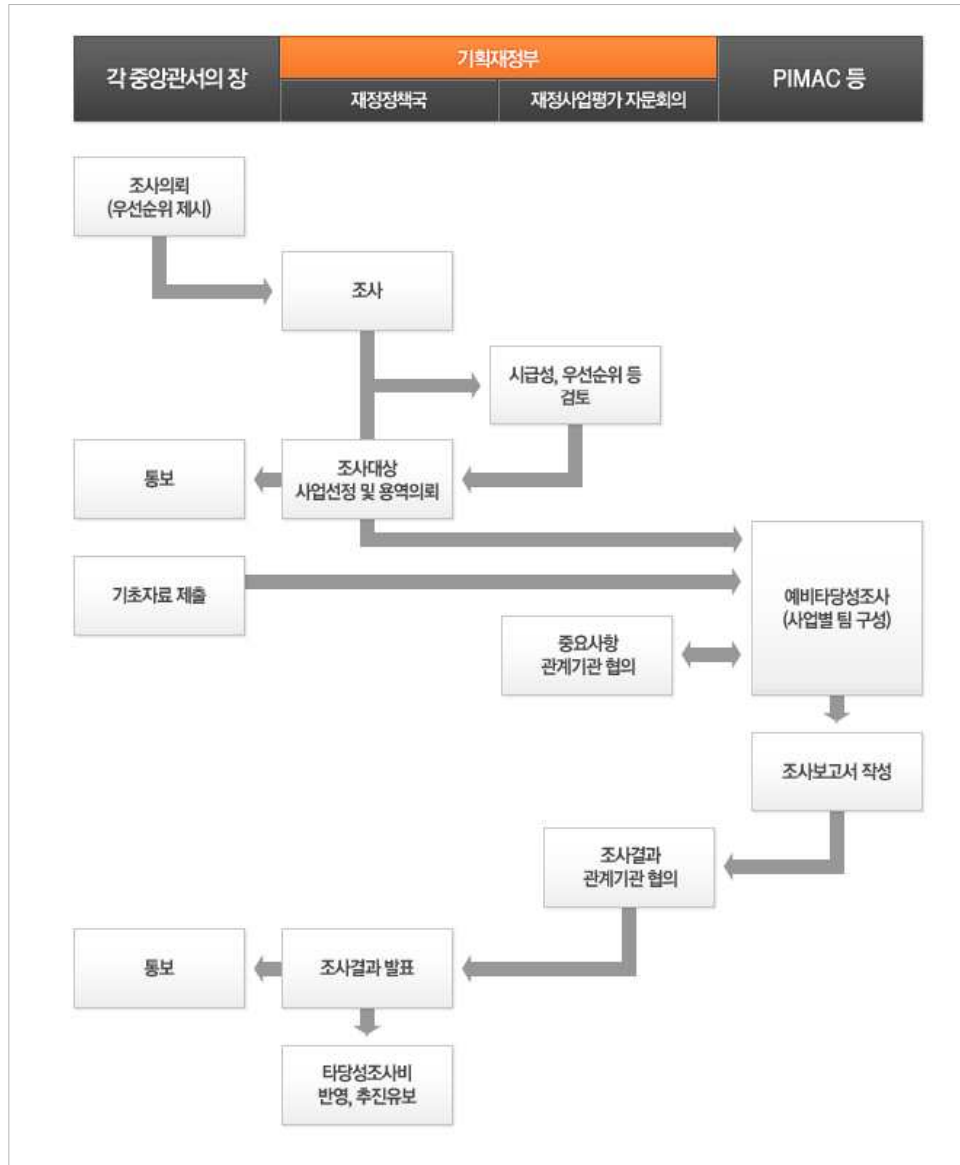 각 중앙관서의 장
기획재정부
재정정책국
재정사업평가 자문회의
PIMAC 등
조사의뢰
(우선순위 제시)
조사
시급성, 우선순위 등
검토
통보
조사대상
사업선정 및 용역의뢰
기초자료 제출
예비타당성조사
(사업별 팀 구성)
중요사항
관계기관 협의
조사보고서 작성
조사결과
관계기관 협의
통보
조사결과 발표
타당성조사비
반영, 추진유보